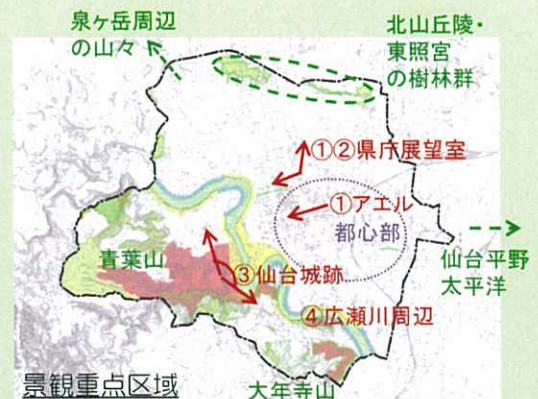 泉ヶ岳周辺
の山々
北山丘陵・
東照宮
の樹林群
①②県庁展望室
①アエル
都心部
仙台平野
太平洋
青葉山
③仙台城跡
④広瀬川周辺
大年寺山
景観重点区域